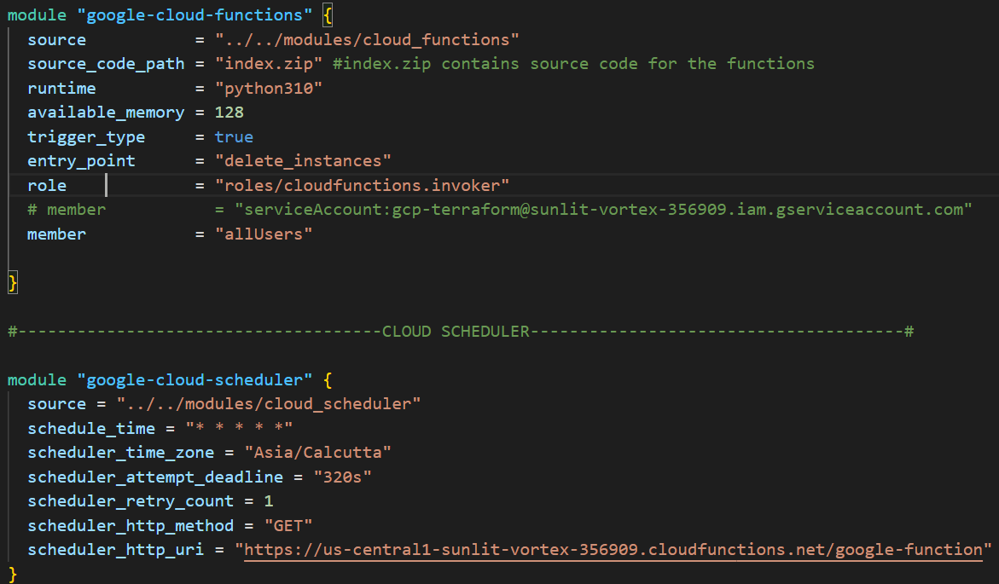 module "google-cloud-functions" {
  source           = "../../modules/cloud_functions"
  source_code_path = "index.zip" #index.zip contains source code for the functions
  runtime          = "python310"
  available_memory = 128
  trigger_type     = true
  entry_point      = "delete_instances"
  role             = "roles/cloudfunctions.invoker"
  # member           = "serviceAccount:gcp-terraform@sunlit-vortex-356909.iam.gserviceaccount.com"
  member           = "allUsers"
}
#-------------------------------------CLOUD SCHEDULER--------------------------------------#
module "google-cloud-scheduler" {
  source = "../../modules/cloud_scheduler"
  schedule_time = "* * * * *"
  scheduler_time_zone = "Asia/Calcutta"
  scheduler_attempt_deadline = "320s"
  scheduler_retry_count = 1
  scheduler_http_method = "GET"
  scheduler_http_uri = "https://us-central1-sunlit-vortex-356909.cloudfunctions.net/google-function"
}